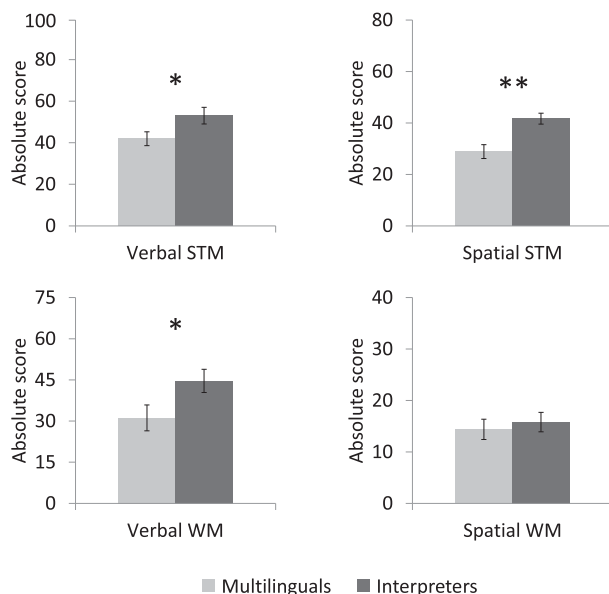 Absolute score
100
80
60
40
20
0
*
Verbal STM
Absolute score
80
60
40
20
0
**
Spatial STM
Absolute score
75
60
45
30
15
0
*
Verbal WM
Absolute score
40
30
20
10
0
Spatial WM
Multilinguals Interpreters